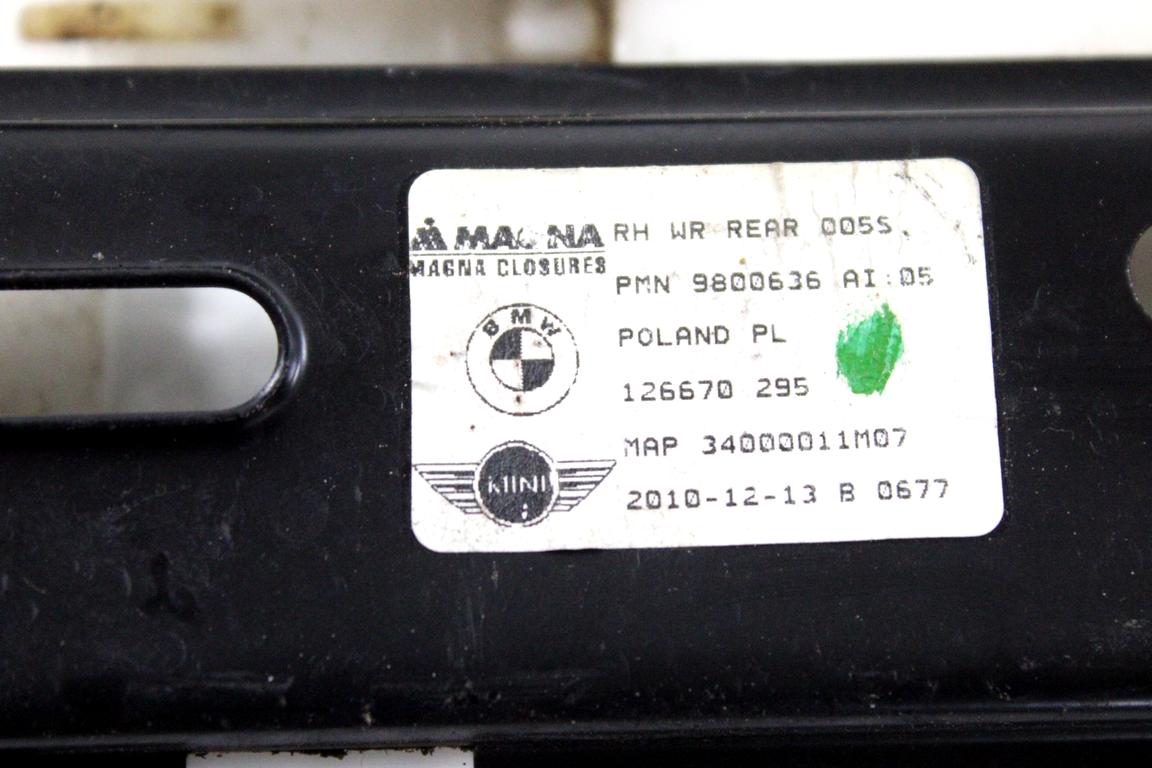 MAGNA
MAGNA CLOSURES
BMW
MINI
RH WR REAR 005S.
PMN 9800636 AI:05
POLAND PL
126670 295
MAP 34000011M07
2010-12-13 B 0677